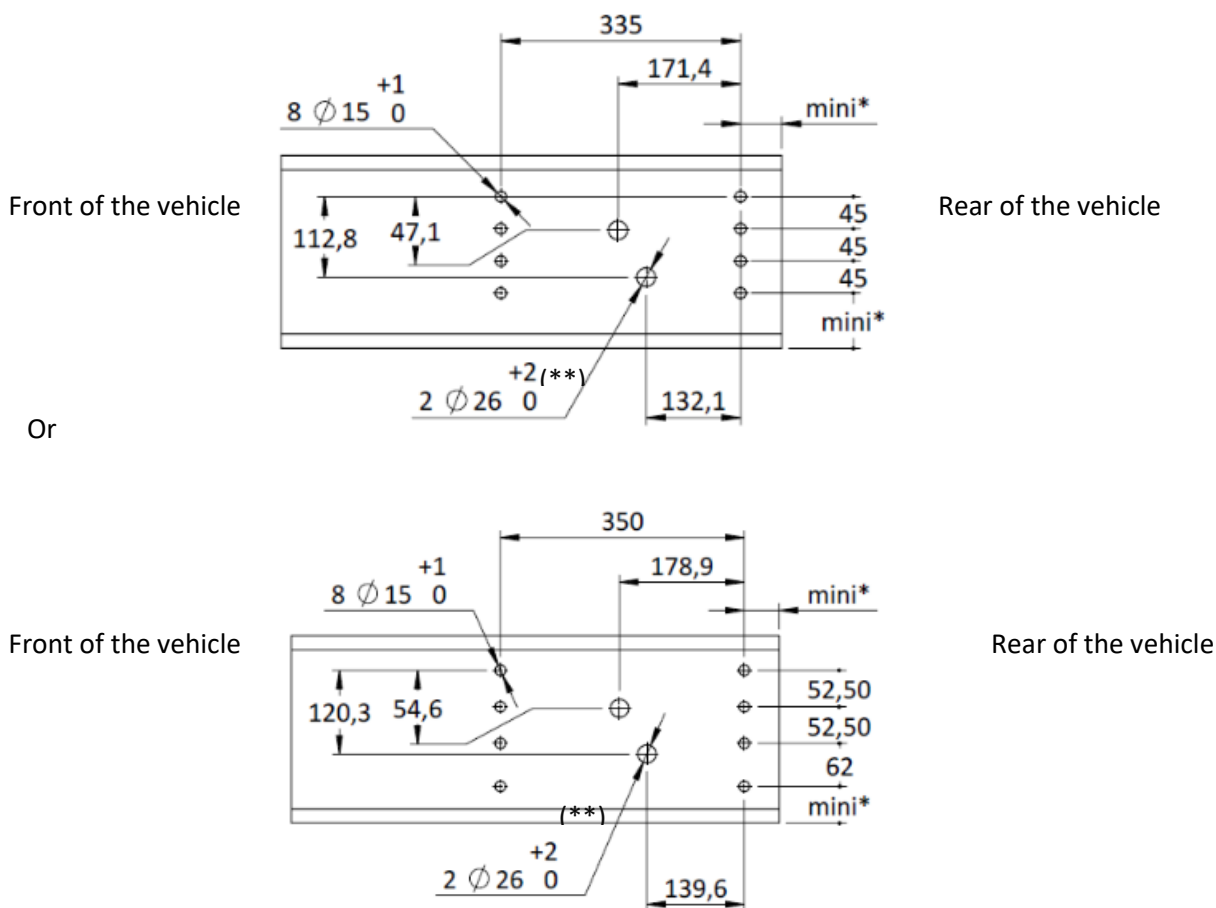 335
171,4
mini*
+1
8 ∅ 15 0
Front of the vehicle
Rear of the vehicle
112,8
47,1
45
45
45
mini*
+2 (**)
2 ∅ 26 0
132,1
Or
350
178,9
mini*
+1
8 ∅ 15 0
Front of the vehicle
Rear of the vehicle
120,3
54,6
52,50
52,50
62
mini*
(**)
+2
2 ∅ 26 0
139,6